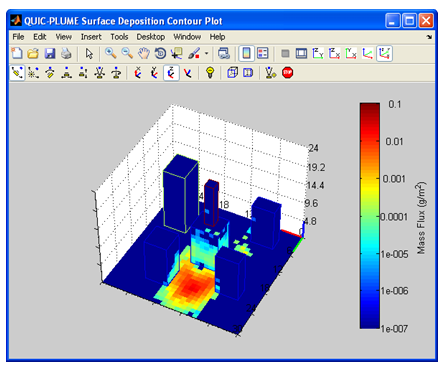 QUIC-PLUME Surface Deposition Contour Plot
File Edit View Insert Tools Desktop Window Help
STOP
24
19.2
14.4
9.6
4.8
18
0.1
0.01
0.001
0.0001
1e-005
1e-006
1e-007
Mass Flux (g/m²)